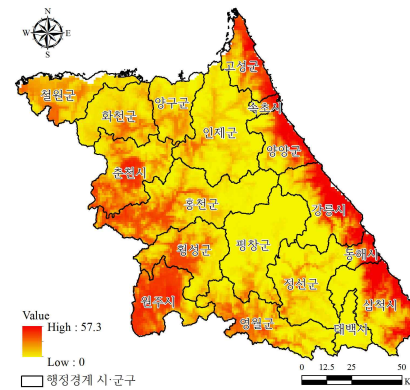 N
W E
S
고성군
속초시
철원군
양구군
화천군
인제군
양양군
춘천시
홍천군
강릉시
횡성군
평창군
동해시
정선군
원주시
삼척시
영월군
태백시
Value
High : 57.3
Low : 0
행정경계 시·군구
0 12.5 25 50
K